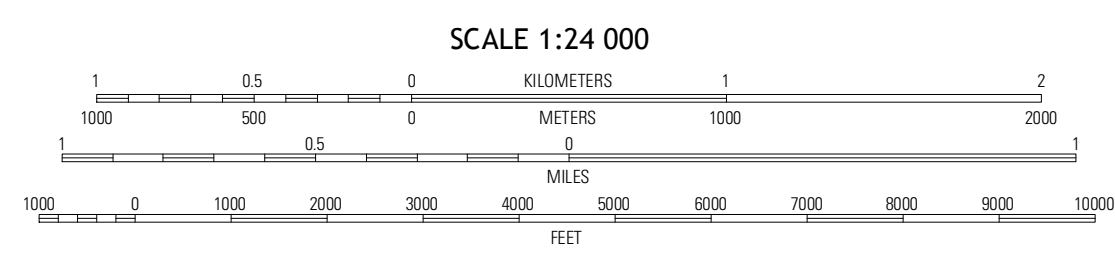 SCALE 1:24 000
1 0.5 0 KILOMETERS 1 2
1000 500 0 METERS 1000 2000
1 0.5 0 1
MILES
1000 0 1000 2000 3000 4000 5000 6000 7000 8000 9000 10000
FEET